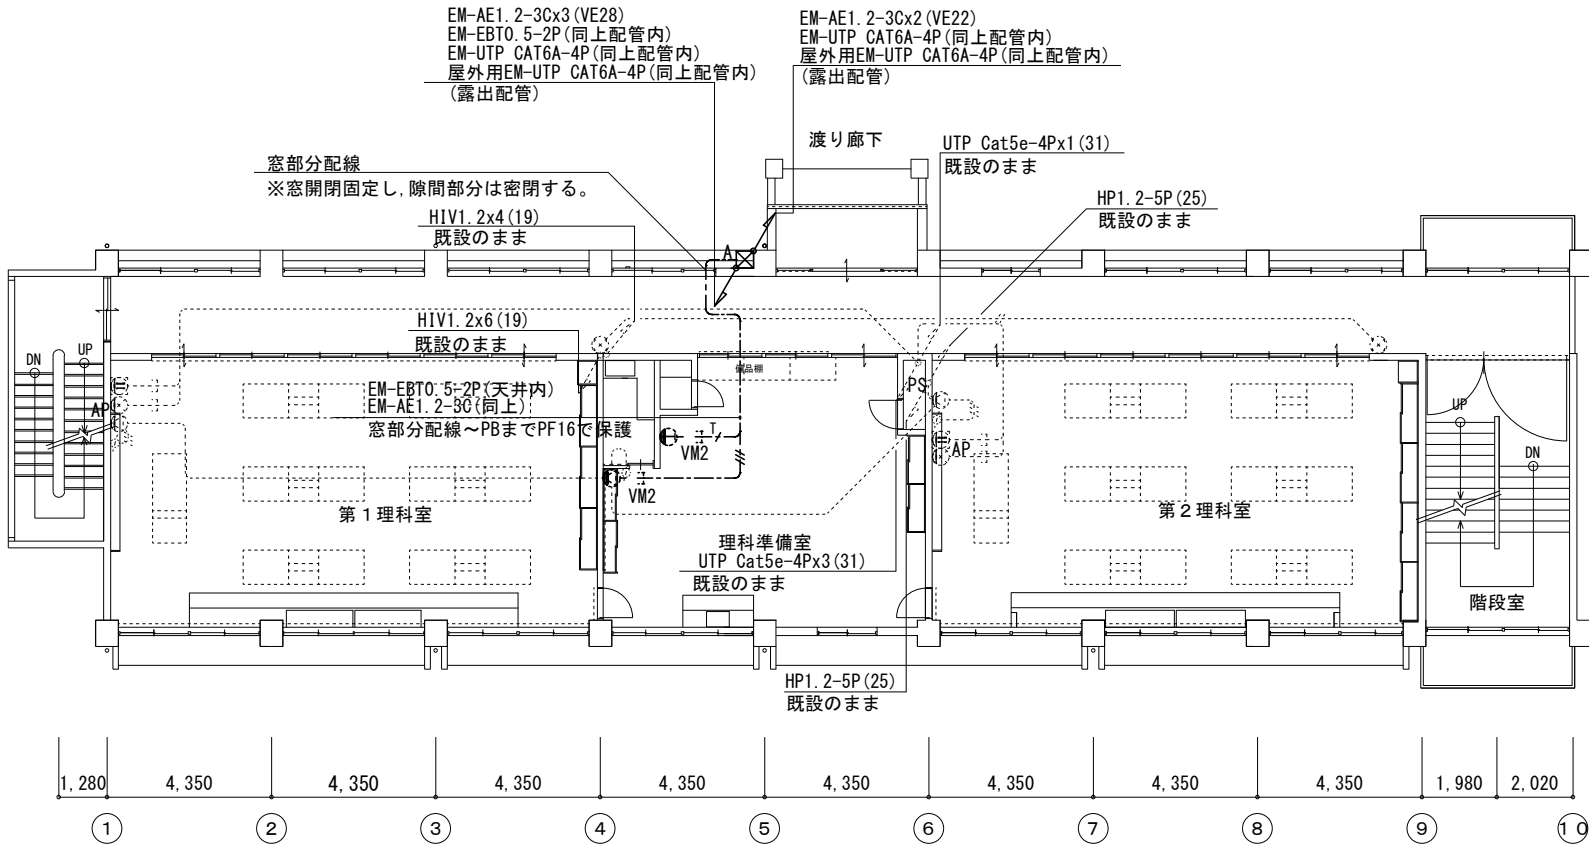 EM-AE1.2-3Cx3(VE28)
EM-EBT0.5-2P(同上配管内)
EM-UTP CAT6A-4P(同上配管内)
屋外用EM-UTP CAT6A-4P(同上配管内)
(露出配管)
EM-AE1.2-3Cx2(VE22)
EM-UTP CAT6A-4P(同上配管内)
屋外用EM-UTP CAT6A-4P(同上配管内)
(露出配管)
渡り廊下
UTP Cat5e-4Px1(31)
既設のまま
窓部分配線
※窓開閉固定し,隙間部分は密閉する。
HP1.2-5P(25)
既設のまま
HIV1.2x4(19)
既設のまま
A
HIV1.2x6(19)
既設のまま
DN
UP
備品棚
EM-EBT0.5-2P(天井内)
EM-AE1.2-3C(同上)
窓部分配線～PBまでPF16で保護
AP
PS
UP
T
VM2
AP
DN
VM2
第1理科室
第2理科室
理科準備室
UTP Cat5e-4Px3(31)
既設のまま
階段室
HP1.2-5P(25)
既設のまま
1,280
4,350
4,350
4,350
4,350
4,350
4,350
4,350
4,350
1,980
2,020
1
2
3
4
5
6
7
8
9
10